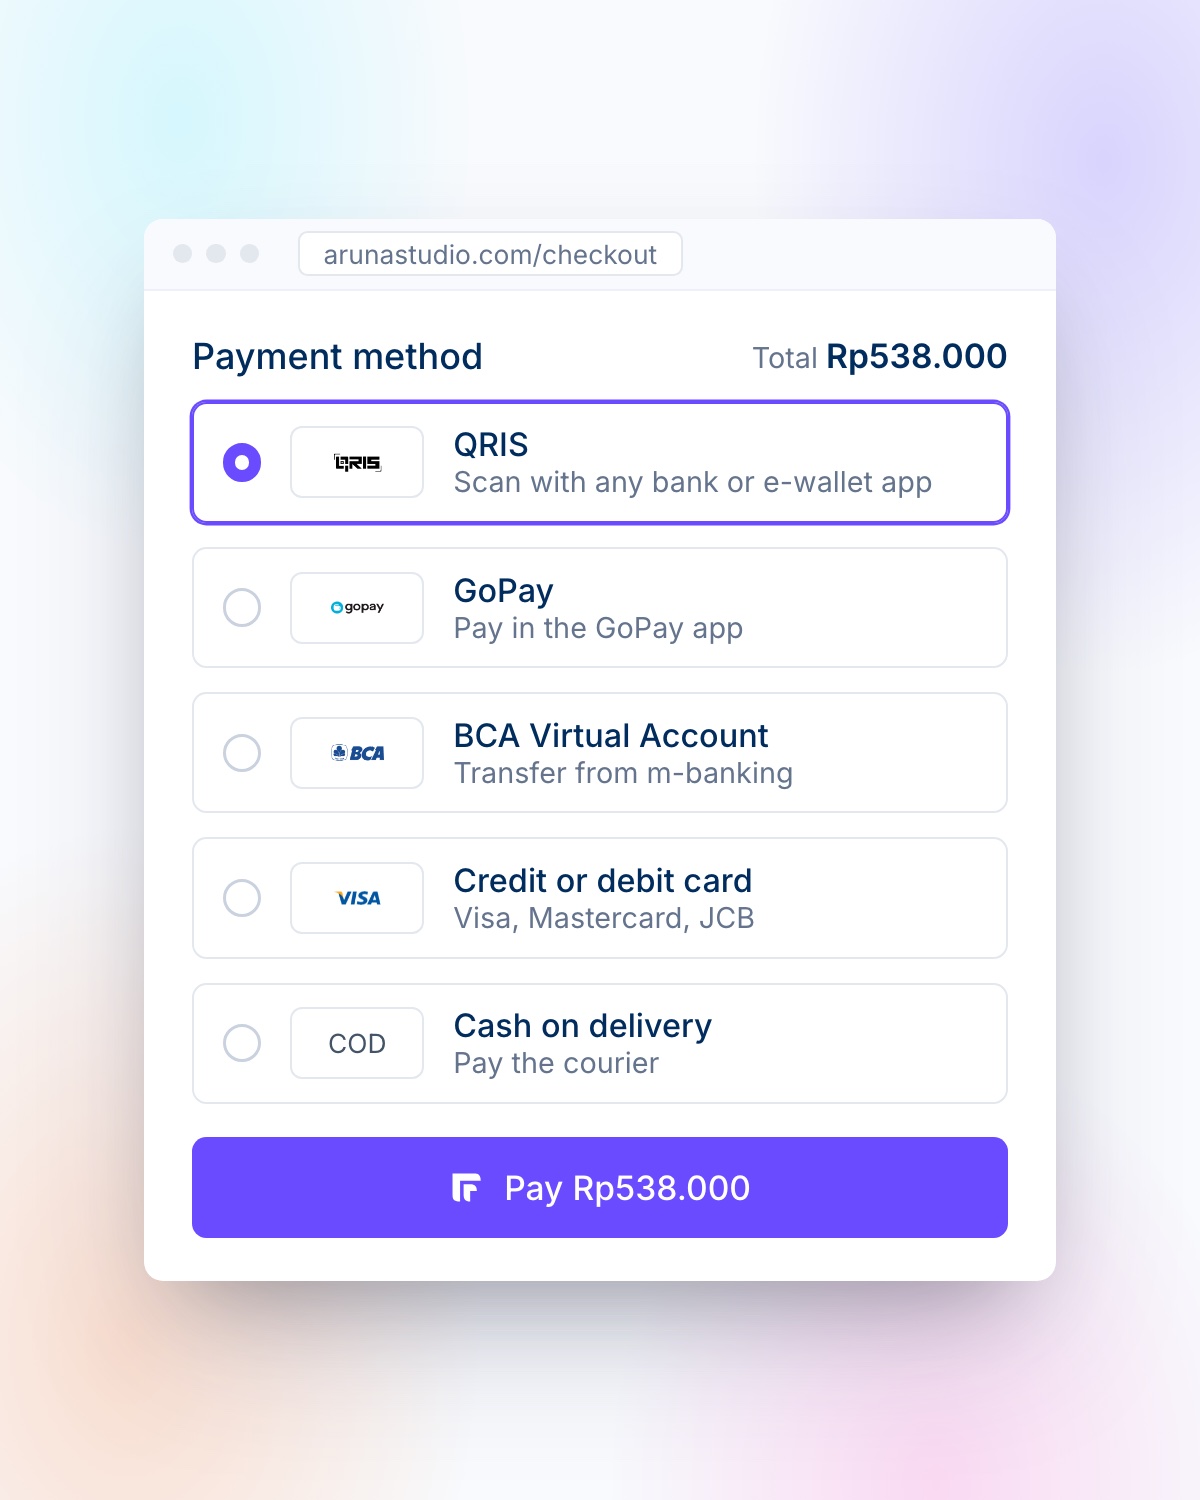 arunastudio.com/checkout
Payment method
Total Rp538.000
QRIS
QRIS
Scan with any bank or e-wallet app
gopay
GoPay
Pay in the GoPay app
BCA
BCA Virtual Account
Transfer from m-banking
VISA
Credit or debit card
Visa, Mastercard, JCB
COD
Cash on delivery
Pay the courier
Pay Rp538.000